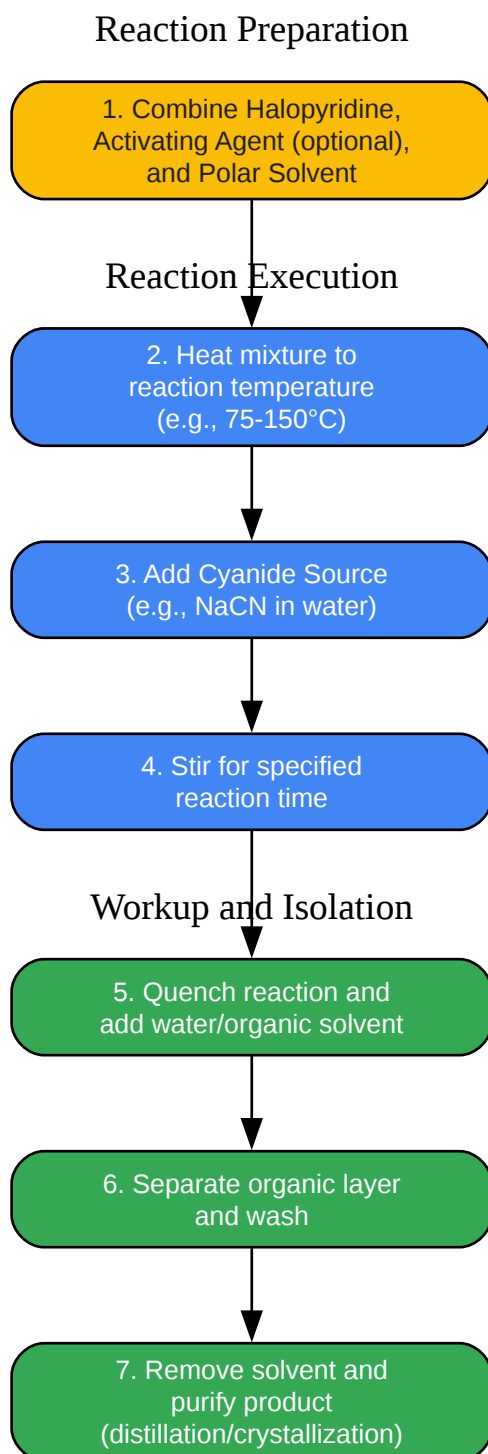 Reaction Preparation
1. Combine Halopyridine,
Activating Agent (optional),
and Polar Solvent
Reaction Execution
2. Heat mixture to
reaction temperature
(e.g., 75-150°C)
3. Add Cyanide Source
(e.g., NaCN in water)
4. Stir for specified
reaction time
Workup and Isolation
5. Quench reaction and
add water/organic solvent
6. Separate organic layer
and wash
7. Remove solvent and
purify product
(distillation/crystallization)